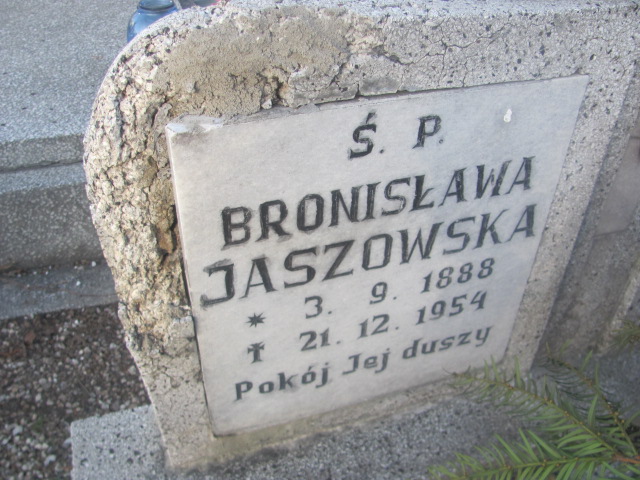 Ś. P.
BRONISŁAWA
JASZOWSKA
* 3. 9. 1888
✝ 21. 12. 1954
Pokój Jej duszy